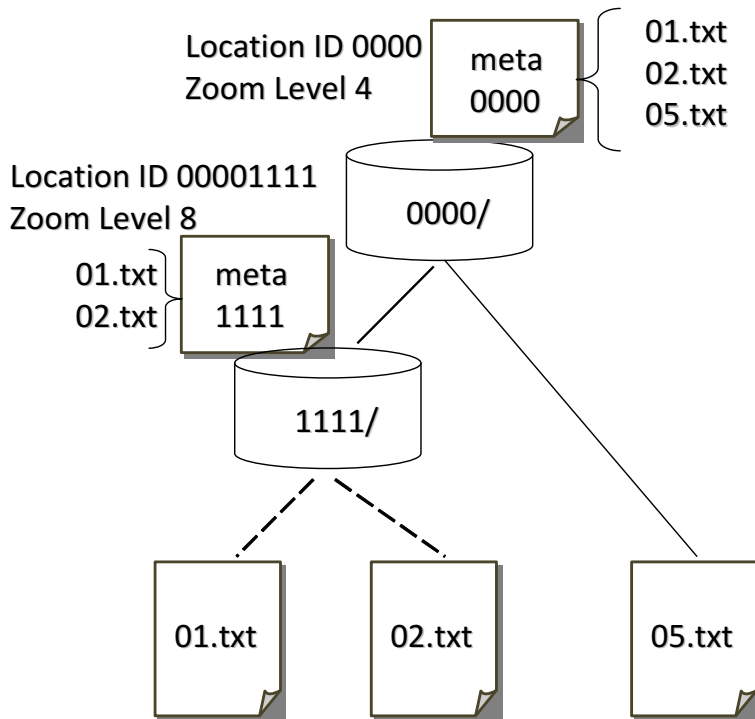 Location ID 0000
Zoom Level 4
meta
0000
01.txt
02.txt
05.txt
0000/
Location ID 00001111
Zoom Level 8
01.txt
02.txt
meta
1111
1111/
01.txt
02.txt
05.txt